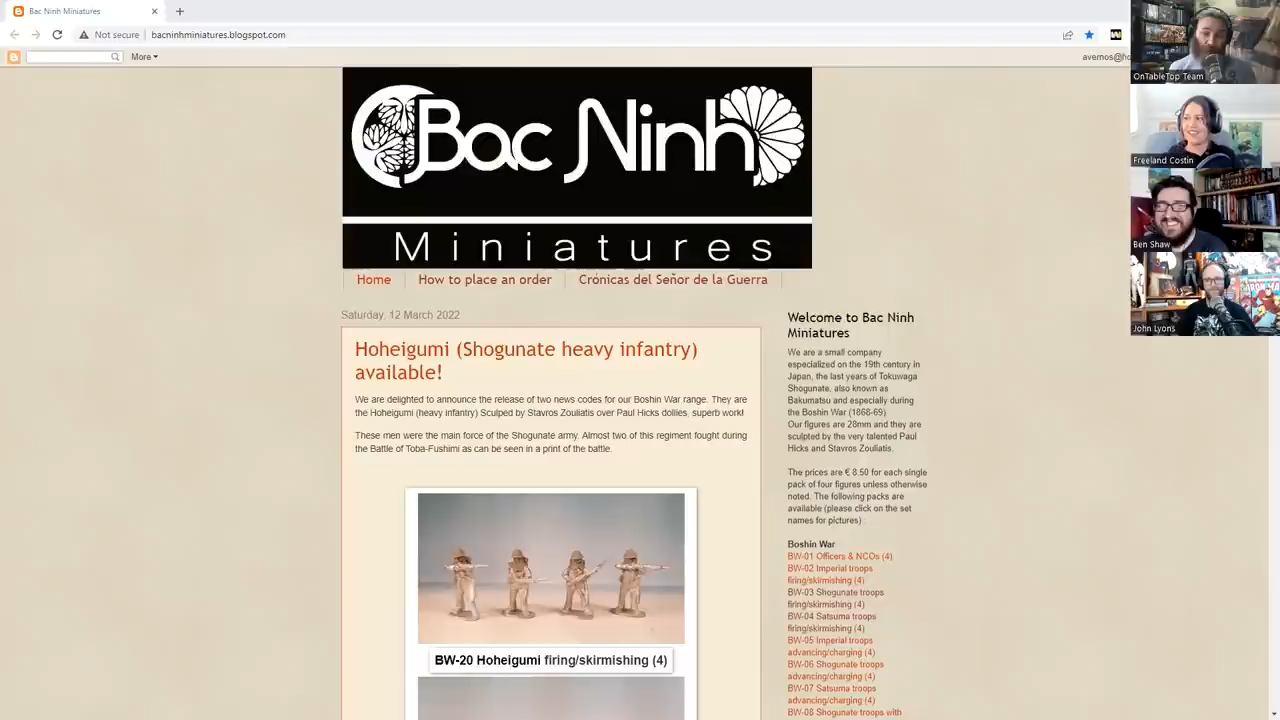 Bac Ninh Miniatures
Not secure
bacninhminiatures.blogspot.com
More
avernos@ho
Bac Ninh
Miniatures
Home
How to place an order
Crónicas del Señor de la Guerra
Saturday, 12 March 2022
Hoheigumi (Shogunate heavy infantry)
available!
We are delighted to announce the release of two news codes for our Boshin War range. They are
the Hoheigumi (heavy infantry) Sculped by Stavros Zouliatis over Paul Hicks dollies, superb work!
These men were the main force of the Shogunate army. Almost two of this regiment fought during
the Battle of Toba-Fushimi as can be seen in a print of the battle.
BW-20 Hoheigumi firing/skirmishing (4)
Welcome to Bac Ninh
Miniatures
We are a small company
especialized on the 19th century in
Japan, the last years of Tokuwaga
Shogunate, also known as
Bakumatsu and especially during
the Boshin War (1868-69).
Our figures are 28mm and they are
sculpted by the very talented Paul
Hicks and Stavros Zouliatis.
The prices are € 8.50 for each single
pack of four figures unless otherwise
noted. The following packs are
available (please click on the set
names for pictures) :
Boshin War
BW-01 Officers & NCOs (4)
BW-02 Imperial troops
firing/skirmishing (4)
BW-03 Shogunate troops
firing/skirmishing (4)
BW-04 Satsuma troops
firing/skirmishing (4)
BW-05 Imperial troops
advancing/charging (4)
BW-06 Shogunate troops
advancing/charging (4)
BW-07 Satsuma troops
advancing/charging (4)
BW-08 Shogunate troops with
OnTableTop Team
Freeland Costin
Ben Shaw
John Lyons